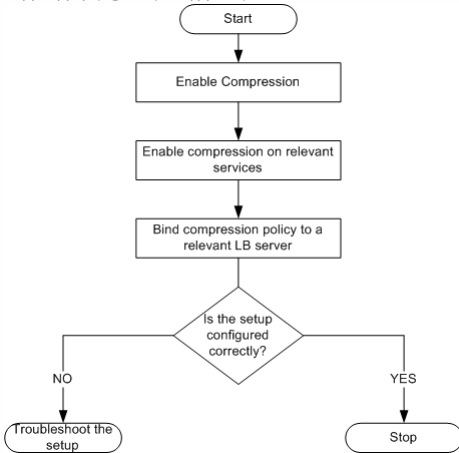 Start
Enable Compression
Enable compression on relevant
services
Bind compression policy to a
relevant LB server
Is the setup
configured
correctly?
NO
YES
Troubleshoot the
setup
Stop